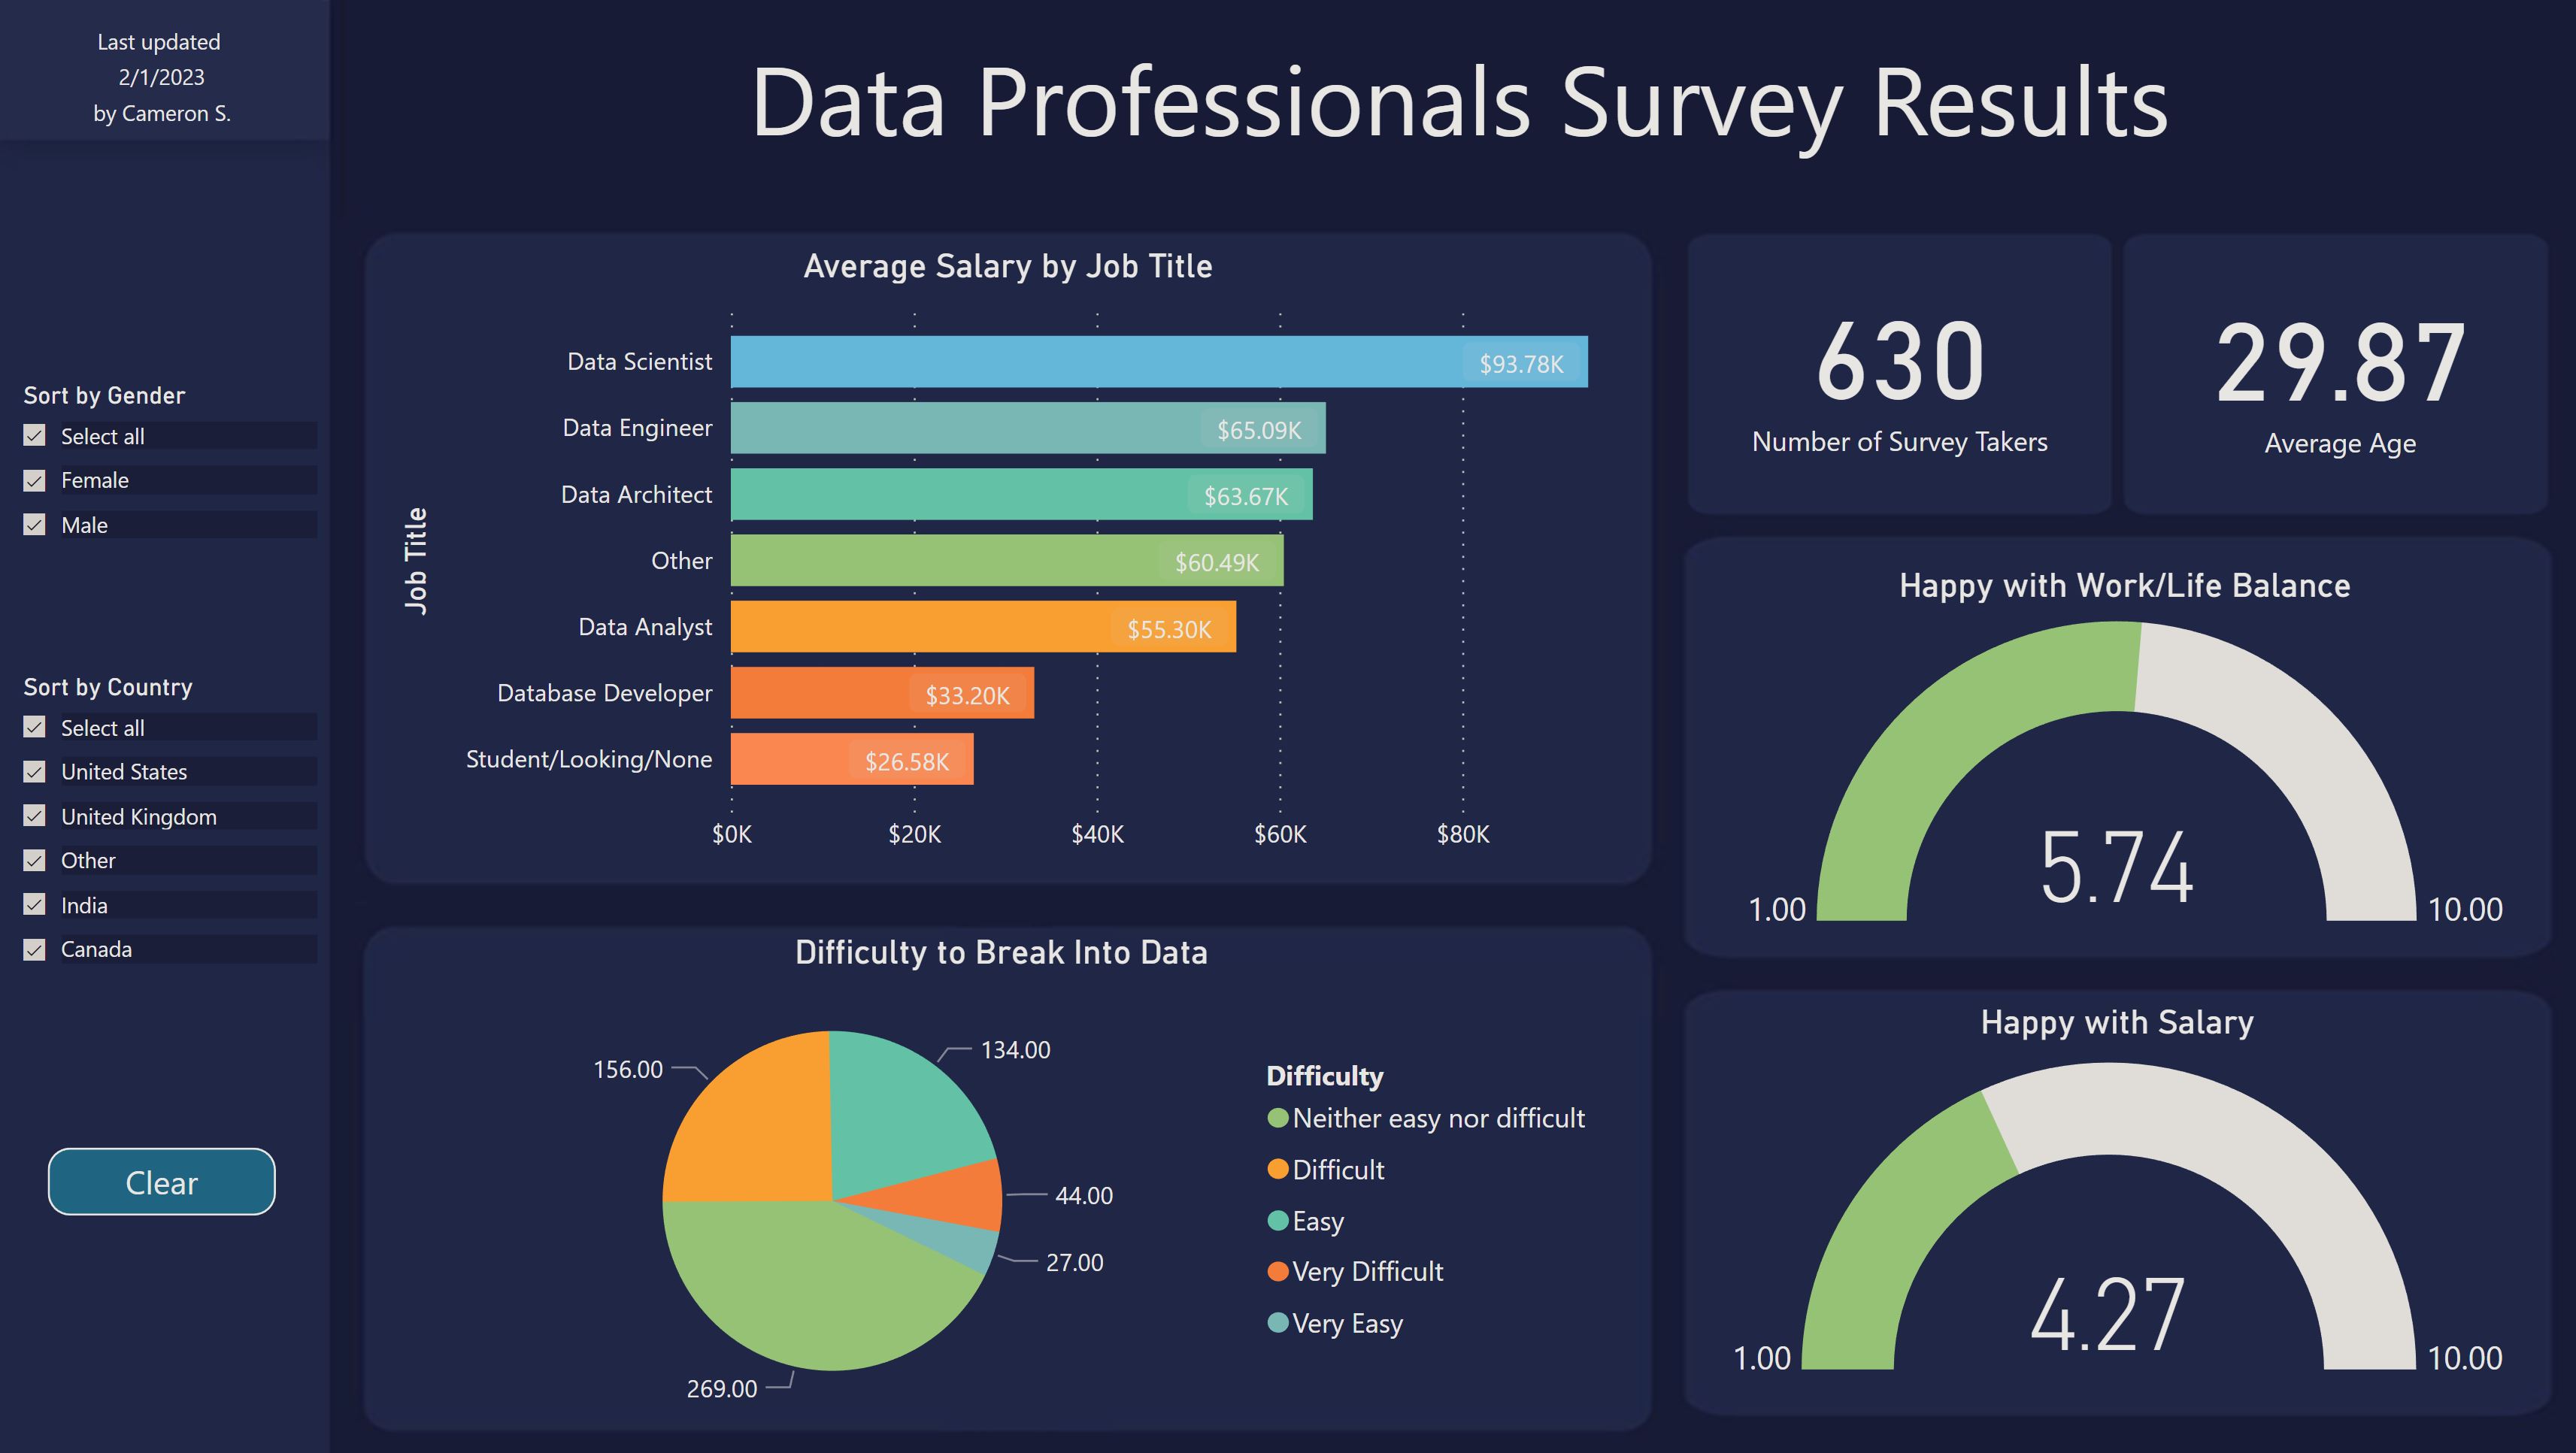 Last updated
2/1/2023
by Cameron S.
Data Professionals Survey Results
Sort by Gender
Select all
Female
Male
Sort by Country
Select all
United States
United Kingdom
Other
India
Canada
Clear
Average Salary by Job Title
Job Title
Data Scientist $93.78K
Data Engineer $65.09K
Data Architect $63.67K
Other $60.49K
Data Analyst $55.30K
Database Developer $33.20K
Student/Looking/None $26.58K
$0K $20K $40K $60K $80K
630
Number of Survey Takers
29.87
Average Age
Happy with Work/Life Balance
5.74
1.00 10.00
Difficulty to Break Into Data
134.00
156.00
44.00
27.00
269.00
Difficulty
Neither easy nor difficult
Difficult
Easy
Very Difficult
Very Easy
Happy with Salary
4.27
1.00 10.00